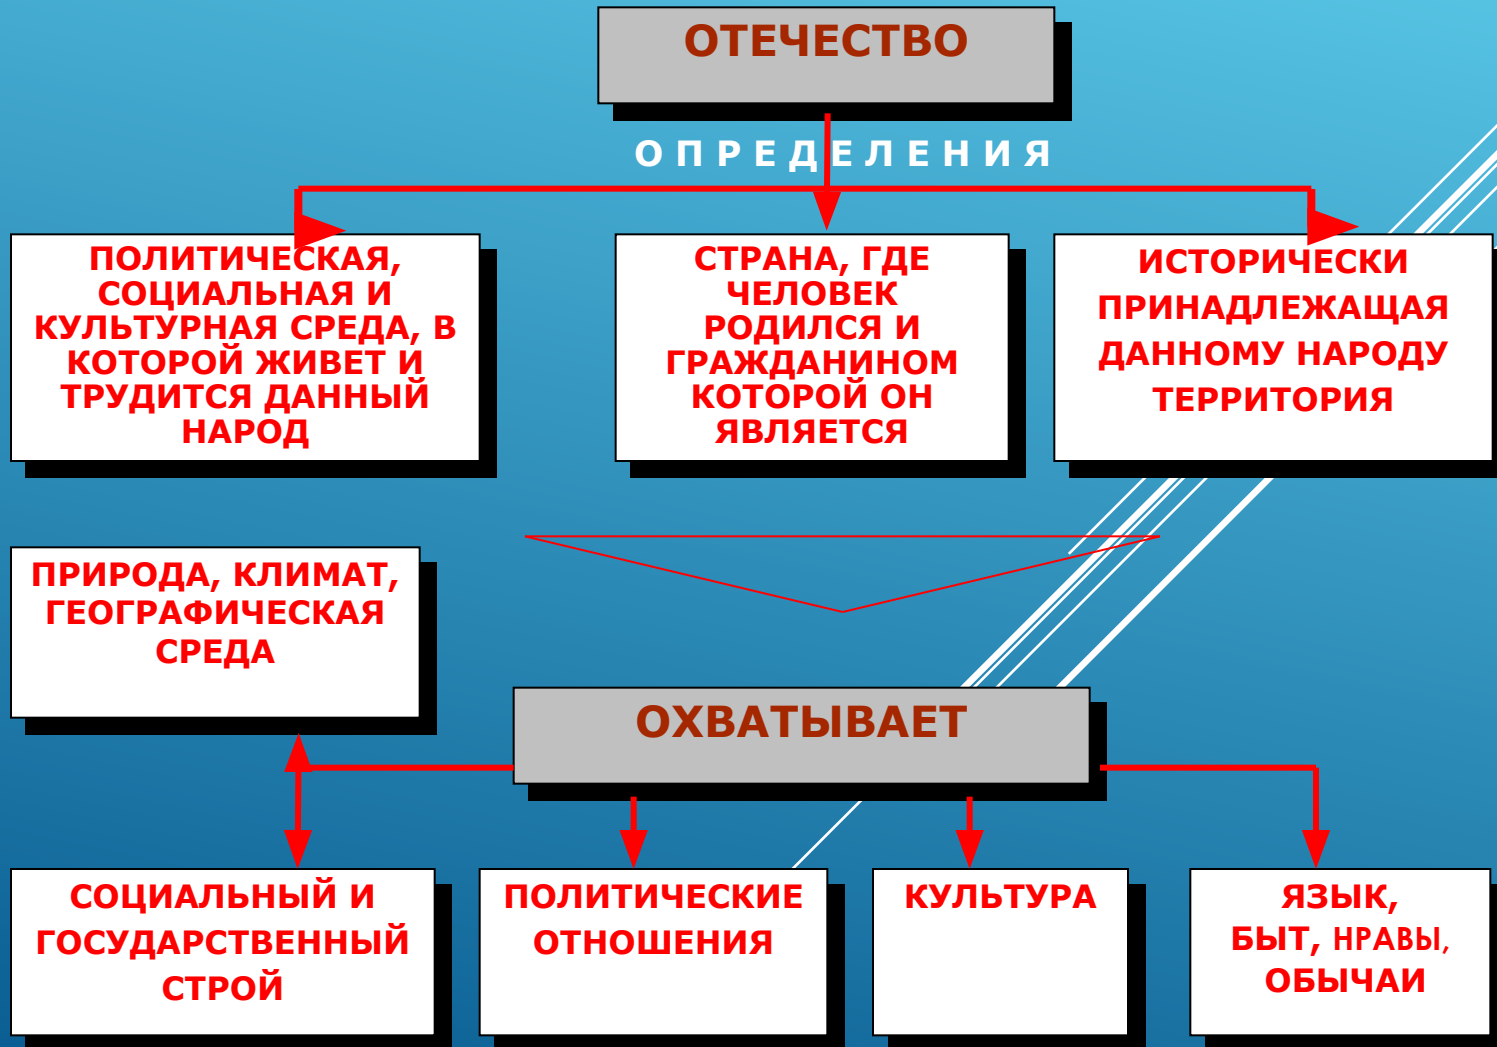 ОТЕЧЕСТВО
ОПРЕДЕЛЕНИЯ
ПОЛИТИЧЕСКАЯ,
СОЦИАЛЬНАЯ И
КУЛЬТУРНАЯ СРЕДА, В
КОТОРОЙ ЖИВЕТ И
ТРУДИТСЯ ДАННЫЙ
НАРОД
СТРАНА, ГДЕ
ЧЕЛОВЕК
РОДИЛСЯ И
ГРАЖДАНИНОМ
КОТОРОЙ ОН
ЯВЛЯЕТСЯ
ИСТОРИЧЕСКИ
ПРИНАДЛЕЖАЩАЯ
ДАННОМУ НАРОДУ
ТЕРРИТОРИЯ
ПРИРОДА, КЛИМАТ,
ГЕОГРАФИЧЕСКАЯ
СРЕДА
ОХВАТЫВАЕТ
СОЦИАЛЬНЫЙ И
ГОСУДАРСТВЕННЫЙ
СТРОЙ
ПОЛИТИЧЕСКИЕ
ОТНОШЕНИЯ
КУЛЬТУРА
ЯЗЫК,
БЫТ, НРАВЫ,
ОБЫЧАИ